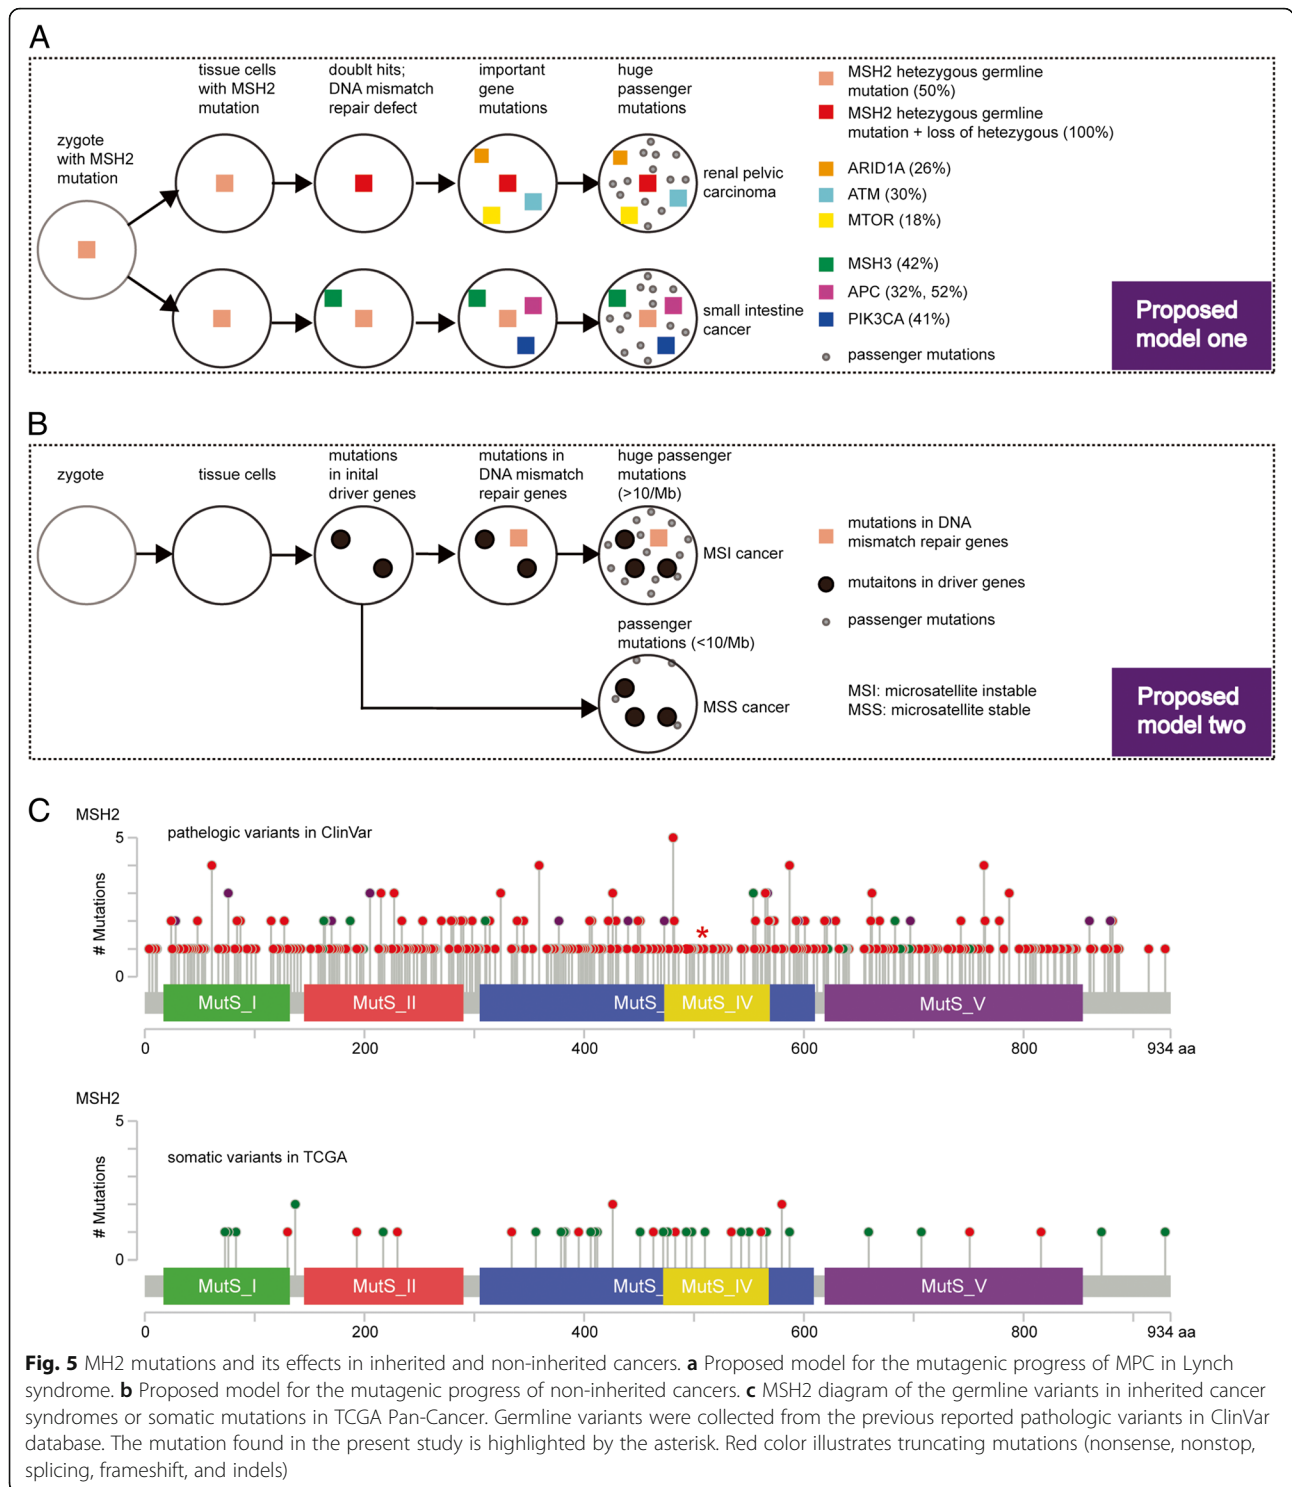 A
tissue cells
with MSH2
mutation
doublt hits;
DNA mismatch
repair defect
important
gene
mutations
huge
passenger
mutations
zygote
with MSH2
mutation
renal pelvic
carcinoma
small intestine
cancer
MSH2 hetezygous germline
mutation (50%)
MSH2 hetezygous germline
mutation + loss of hetezygous (100%)
ARID1A (26%)
ATM (30%)
MTOR (18%)
MSH3 (42%)
APC (32%, 52%)
PIK3CA (41%)
passenger mutations
Proposed
model one
B
zygote
tissue cells
mutations
in inital
driver genes
mutations in
DNA mismatch
repair genes
huge passenger
mutations
(>10/Mb)
MSI cancer
passenger
mutations (<10/Mb)
MSS cancer
mutations in DNA
mismatch repair genes
mutaitons in driver genes
passenger mutations
MSI: microsatellite instable
MSS: microsatellite stable
Proposed
model two
C
MSH2
pathelogic variants in ClinVar
5
# Mutations
0
*
MutS_I
MutS_II
MutS_
MutS_IV
MutS_V
0
200
400
600
800
934 aa
MSH2
somatic variants in TCGA
5
# Mutations
0
MutS_I
MutS_II
MutS_
MutS_IV
MutS_V
0
200
400
600
800
934 aa
Fig. 5 MH2 mutations and its effects in inherited and non-inherited cancers. a Proposed model for the mutagenic progress of MPC in Lynch
syndrome. b Proposed model for the mutagenic progress of non-inherited cancers. c MSH2 diagram of the germline variants in inherited cancer
syndromes or somatic mutations in TCGA Pan-Cancer. Germline variants were collected from the previous reported pathologic variants in ClinVar
database. The mutation found in the present study is highlighted by the asterisk. Red color illustrates truncating mutations (nonsense, nonstop,
splicing, frameshift, and indels)